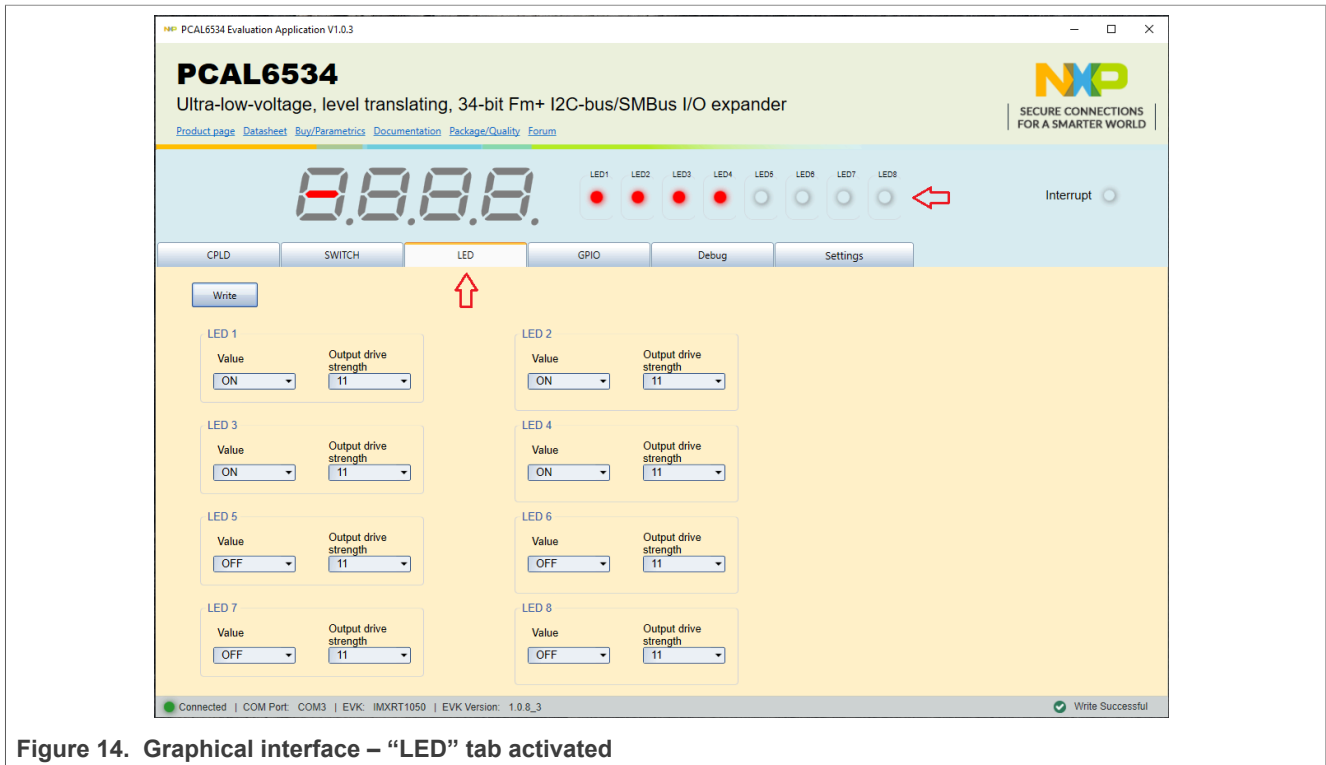 PCAL6534 Evaluation Application V1.0.3
PCAL6534
Ultra-low-voltage, level translating, 34-bit Fm+ I2C-bus/SMBus I/O expander
Product page Datasheet Buy/Parametrics Documentation Package/Quality Forum
NXP
SECURE CONNECTIONS
FOR A SMARTER WORLD
LED1 LED2 LED3 LED4 LED5 LED6 LED7 LED8
Interrupt
CPLD SWITCH LED GPIO Debug Settings
Write
LED 1
Value
Output drive
strength
ON 11
LED 2
Value
Output drive
strength
ON 11
LED 3
Value
Output drive
strength
ON 11
LED 4
Value
Output drive
strength
ON 11
LED 5
Value
Output drive
strength
OFF 11
LED 6
Value
Output drive
strength
OFF 11
LED 7
Value
Output drive
strength
OFF 11
LED 8
Value
Output drive
strength
OFF 11
Connected | COM Port: COM3 | EVK: IMXRT1050 | EVK Version: 1.0.8_3
Write Successful
Figure 14. Graphical interface – “LED” tab activated